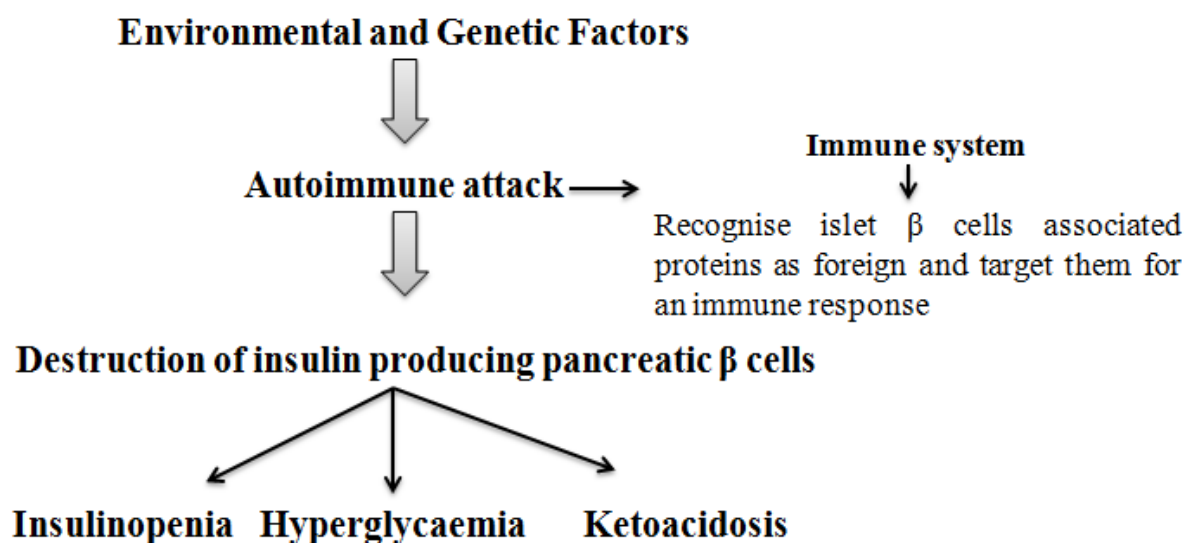 Environmental and Genetic Factors
Immune system
Autoimmune attack
Recognise islet β cells associated
proteins as foreign and target them for
an immune response
Destruction of insulin producing pancreatic β cells
Insulinopenia Hyperglycaemia Ketoacidosis